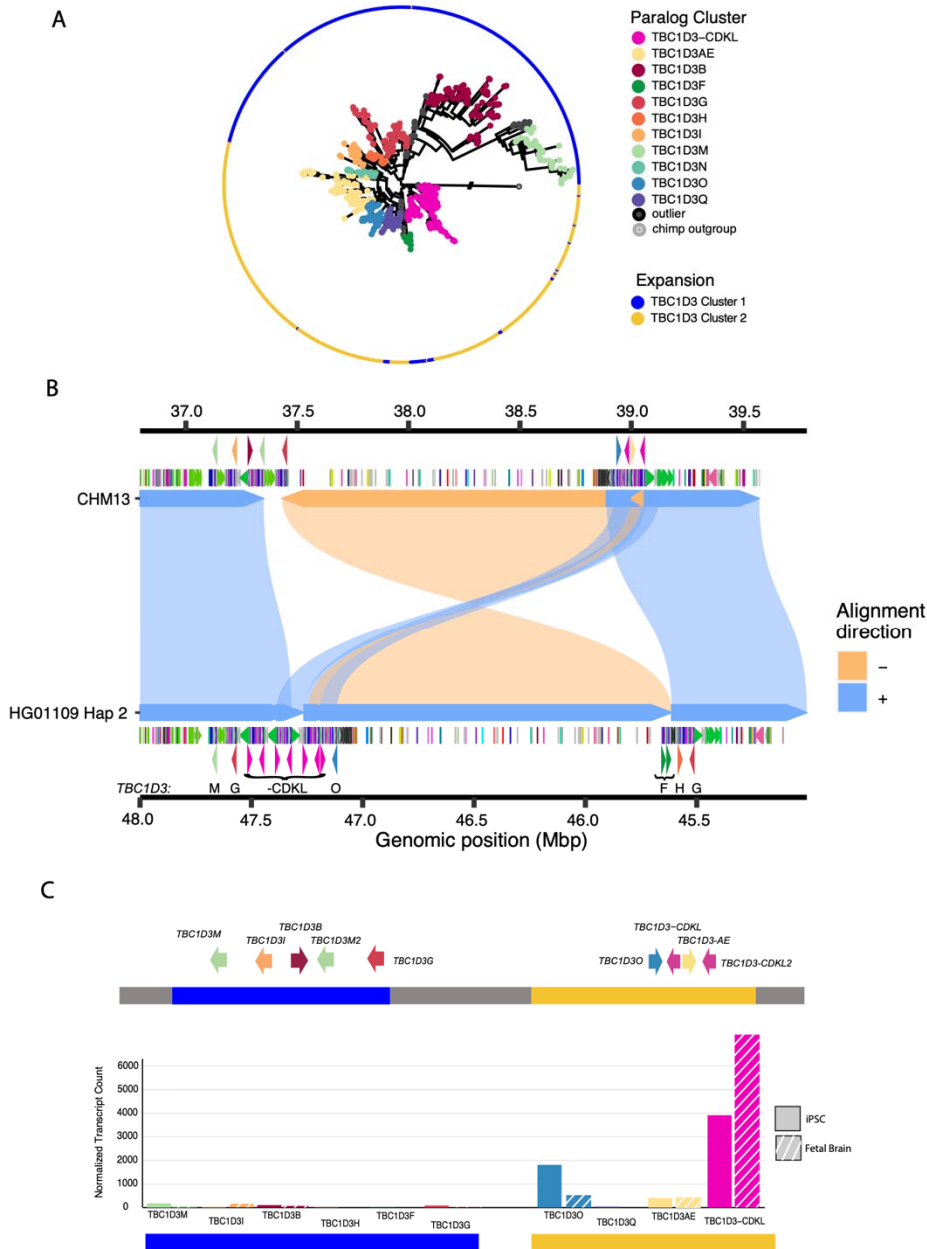 A
Paralog Cluster
TBC1D3-CDKL
TBC1D3AE
TBC1D3B
TBC1D3F
TBC1D3G
TBC1D3H
TBC1D3I
TBC1D3M
TBC1D3N
TBC1D3O
TBC1D3Q
outlier
chimp outgroup
Expansion
TBC1D3 Cluster 1
TBC1D3 Cluster 2
B
37.0 37.5 38.0 38.5 39.0 39.5
CHM13
Alignment
direction
−
+
HG01109 Hap 2
TBC1D3: M G -CDKL O F H G
48.0 47.5 47.0 46.5 46.0 45.5
Genomic position (Mbp)
C
TBC1D3M
TBC1D3I
TBC1D3B
TBC1D3M2
TBC1D3G
TBC1D3O
TBC1D3-CDKL
TBC1D3-AE
TBC1D3-CDKL2
Normalized Transcript Count
6000
5000
4000
3000
2000
1000
0
iPSC
Fetal Brain
TBC1D3M TBC1D3I TBC1D3B TBC1D3H TBC1D3F TBC1D3G TBC1D3O TBC1D3Q TBC1D3AE TBC1D3-CDKL